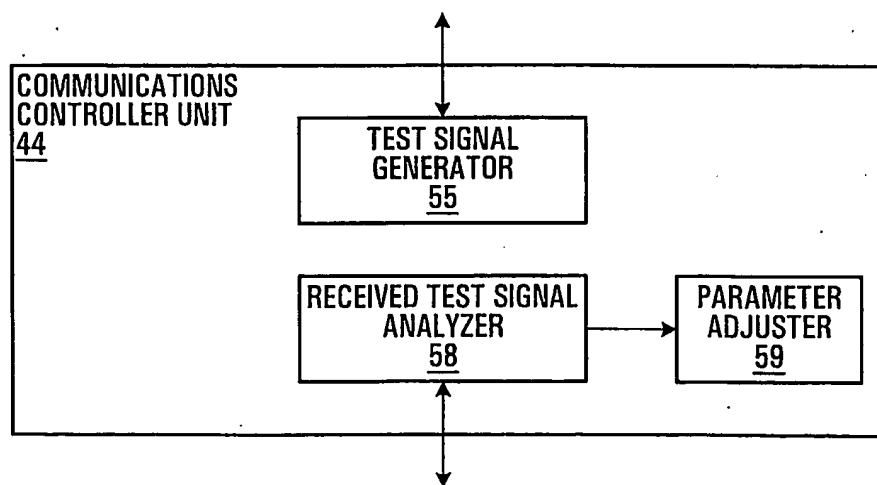 COMMUNICATIONS
CONTROLLER UNIT
44
TEST SIGNAL
GENERATOR
55
RECEIVED TEST SIGNAL
ANALYZER
58
PARAMETER
ADJUSTER
59